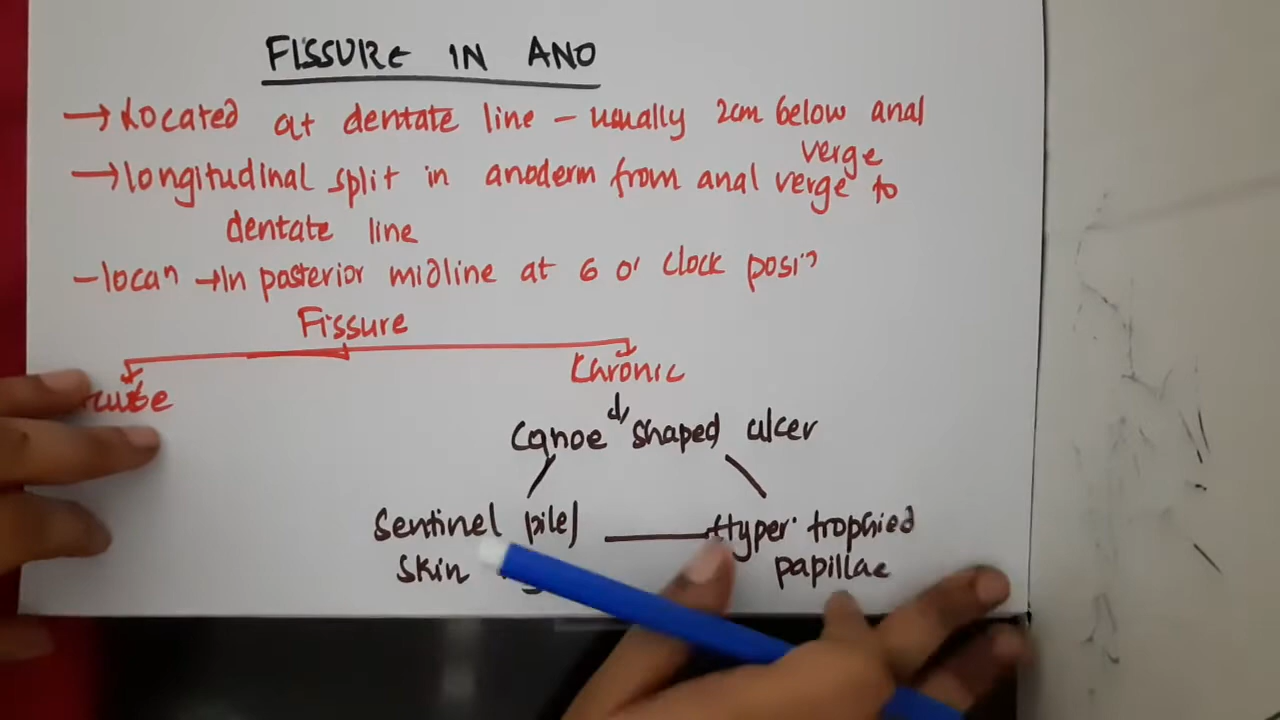 FISSURE IN ANO
→ Located at dentate line - usually 2cm below anal verge
→ longitudinal split in anoderm from anal verge to
dentate line
- locan → In posterior midline at 6 o' clock posin
Fissure
Chronic
Canoe shaped ulcer
Sentinel piles Hypertrophied
skin papillae